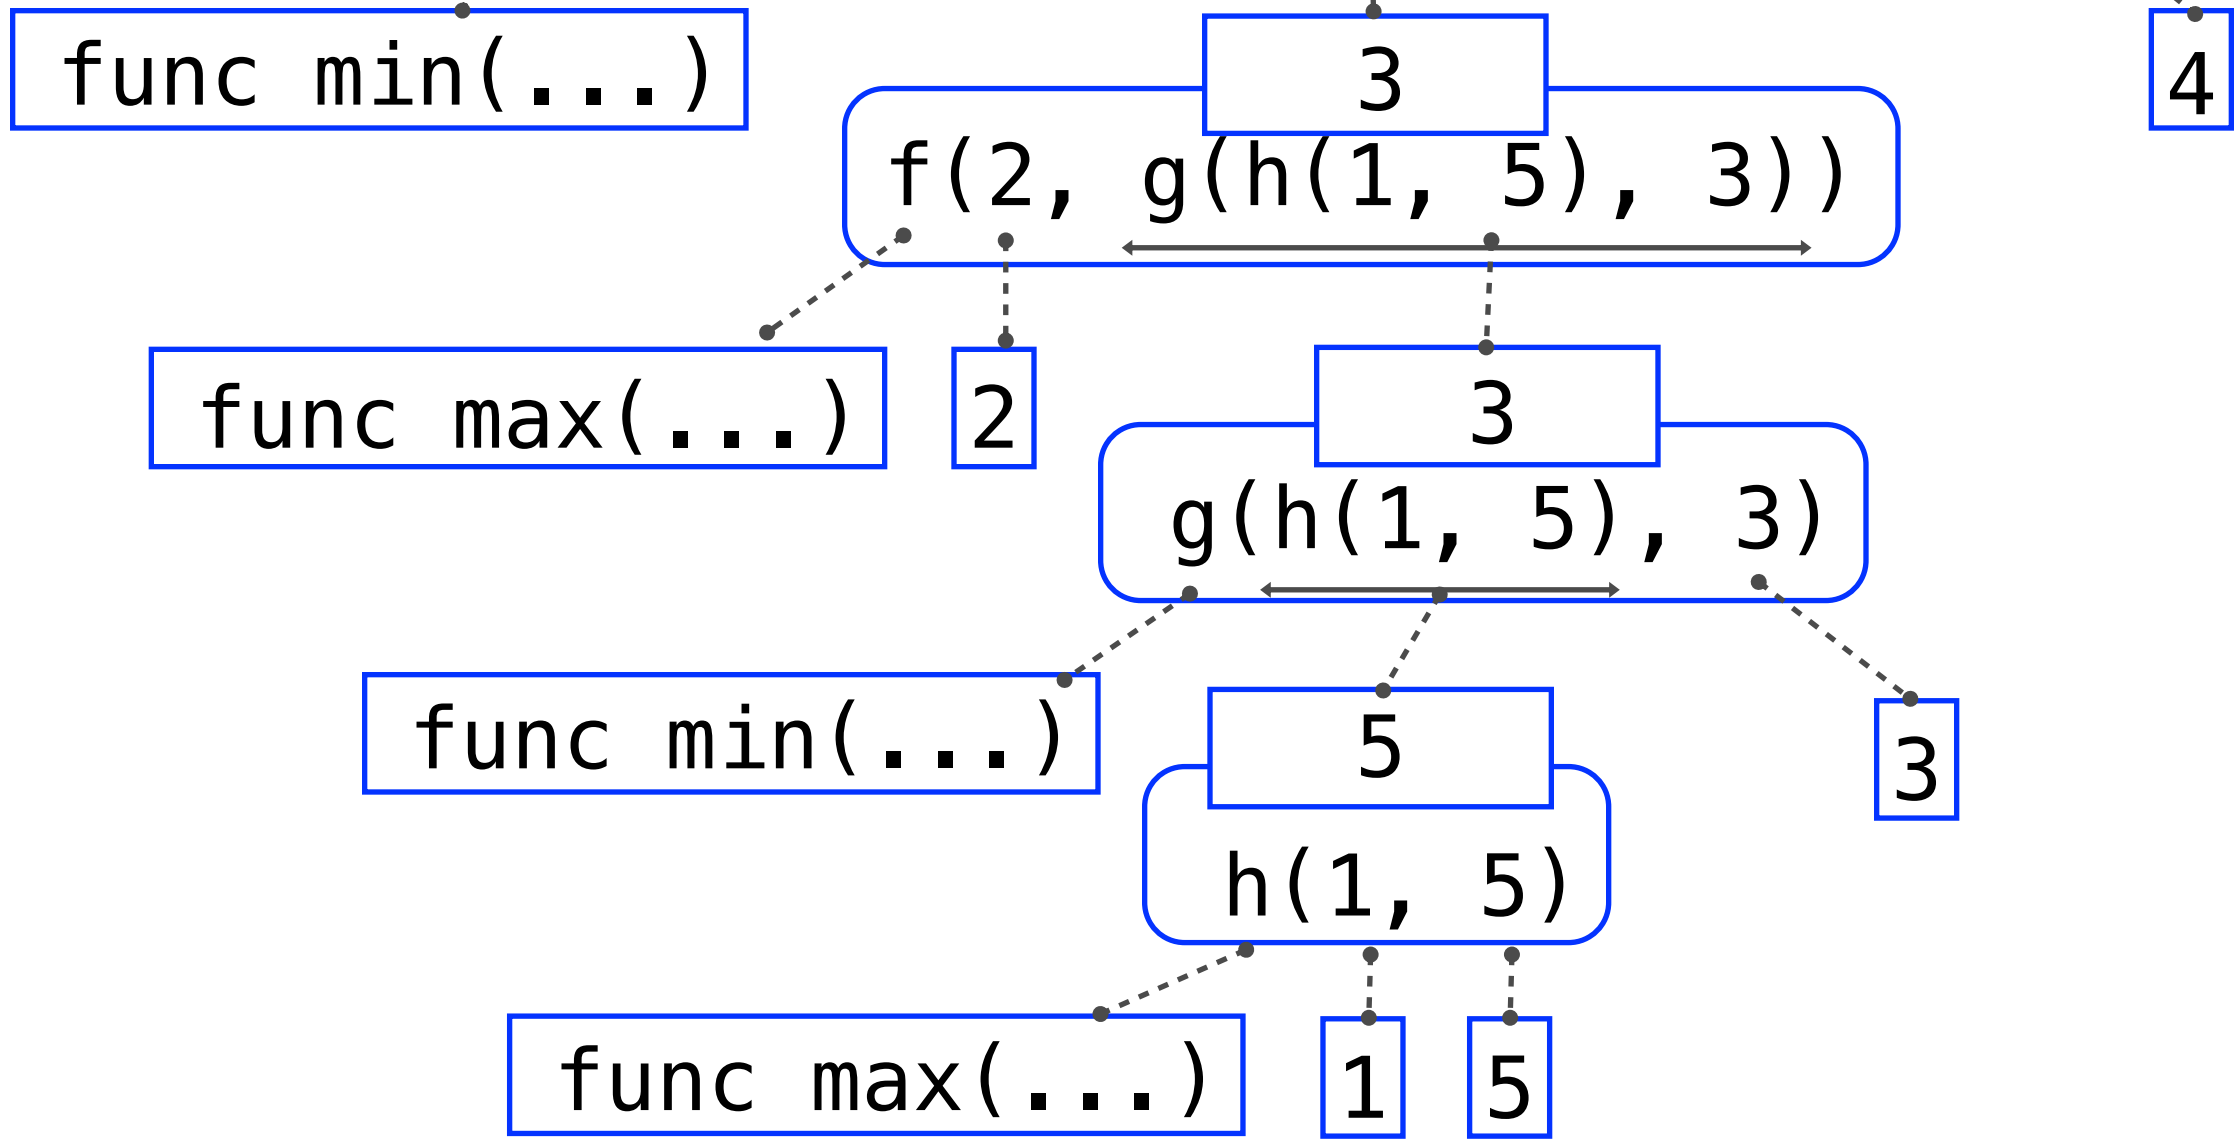 func min(...)
3
4
f(2, g(h(1, 5), 3))
func max(...)
2
3
g(h(1, 5), 3)
func min(...)
5
3
h(1, 5)
func max(...)
1
5